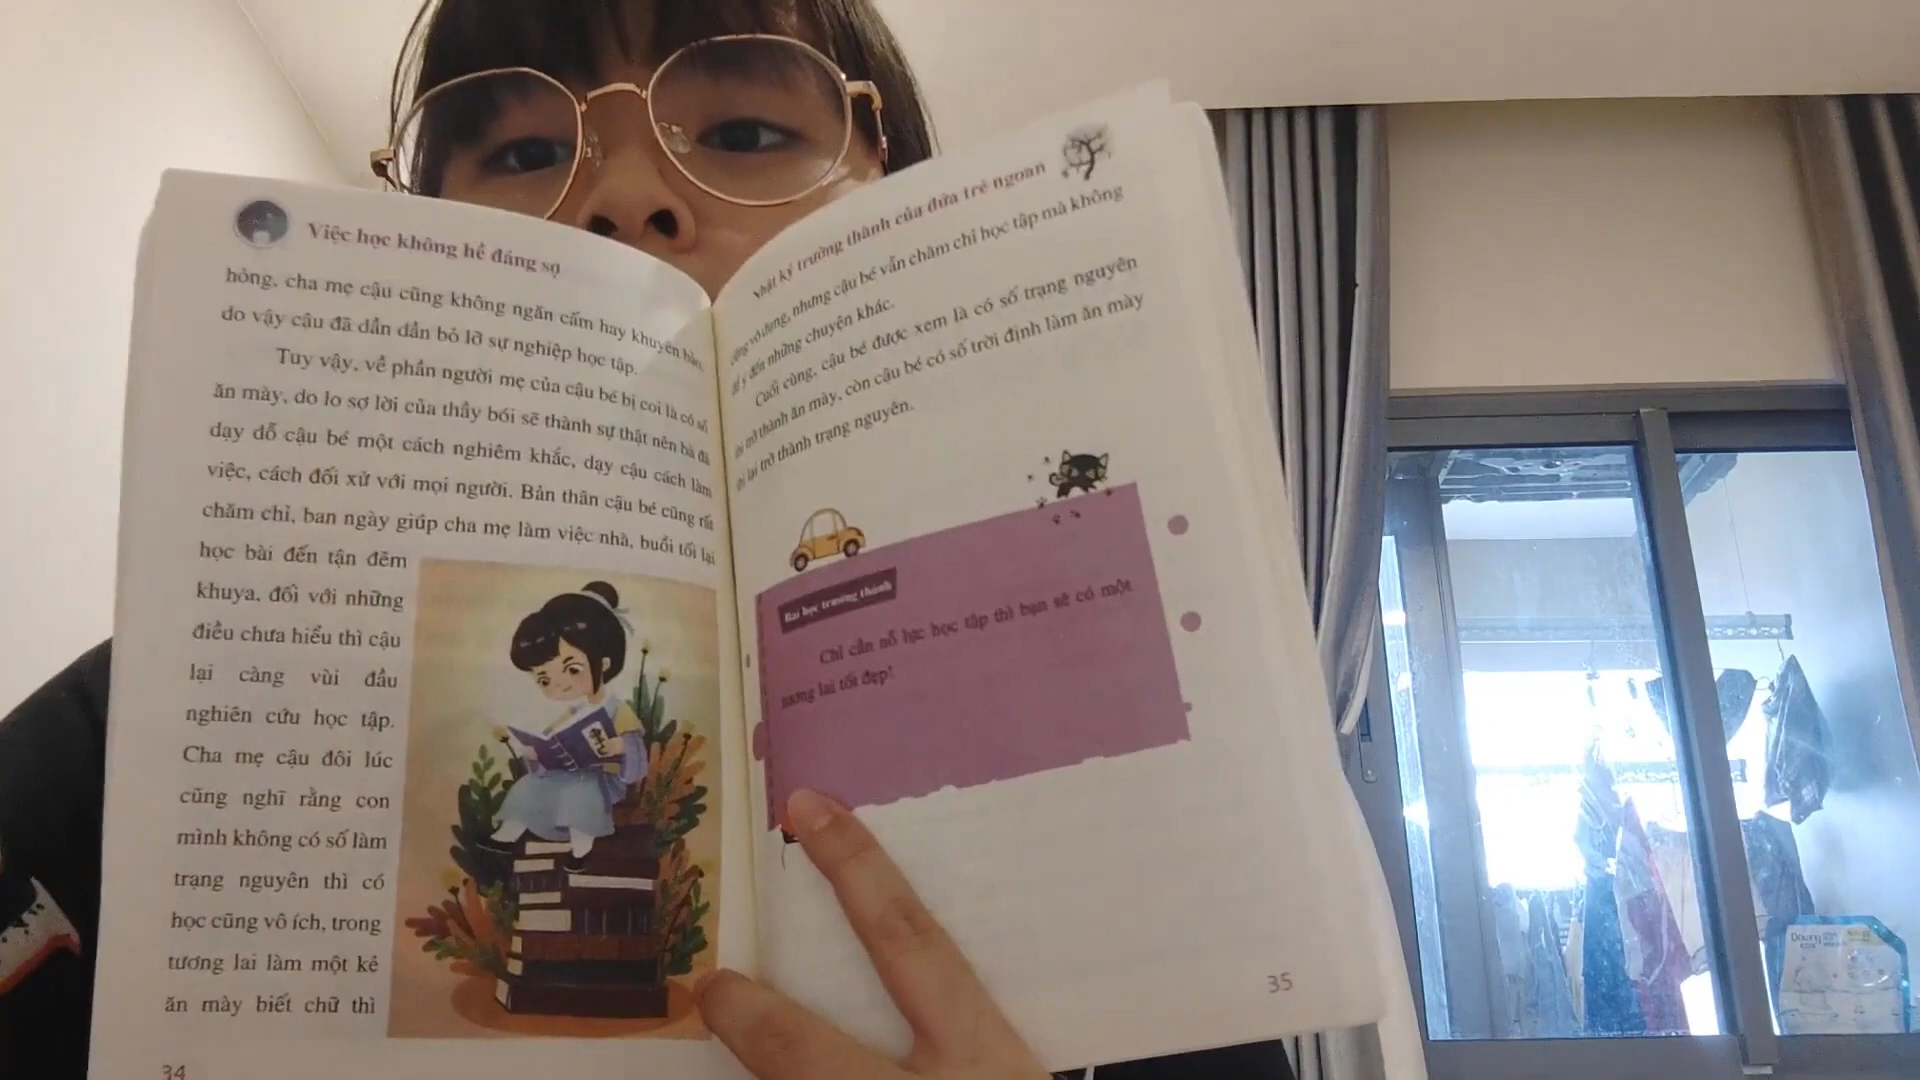 Việc học không hề đáng sợ
hỏng, cha mẹ cậu cũng không ngăn cấm hay khuyên bảo,
do vậy cậu đã dần dần bỏ lỡ sự nghiệp học tập.
Tuy vậy, về phần người mẹ của cậu bé bị coi là có số
ăn mày, do lo sợ lời của thầy bói sẽ thành sự thật nên bà đã
dạy dỗ cậu bé một cách nghiêm khắc, dạy cậu cách làm
việc, cách đối xử với mọi người. Bản thân cậu bé cũng rất
chăm chỉ, ban ngày giúp cha mẹ làm việc nhà, buổi tối lại
học bài đến tận đêm
khuya, đối với những
điều chưa hiểu thì cậu
lại càng vùi đầu
nghiên cứu học tập.
Cha mẹ cậu đôi lúc
cũng nghĩ rằng con
mình không có số làm
trạng nguyên thì có
học cũng vô ích, trong
tương lai làm một kẻ
ăn mày biết chữ thì
34
Nhật ký trưởng thành của đứa trẻ ngoan
cũng vô dụng, nhưng cậu bé vẫn chăm chỉ học tập mà không
để ý đến những chuyện khác.
Cuối cùng, cậu bé được xem là có số trạng nguyên
thì trở thành ăn mày, còn cậu bé có số trời định làm ăn mày
thì lại trở thành trạng nguyên.
Bài học trưởng thành
Chỉ cần nỗ lực học tập thì bạn sẽ có một
tương lai tốt đẹp!
35
Downy